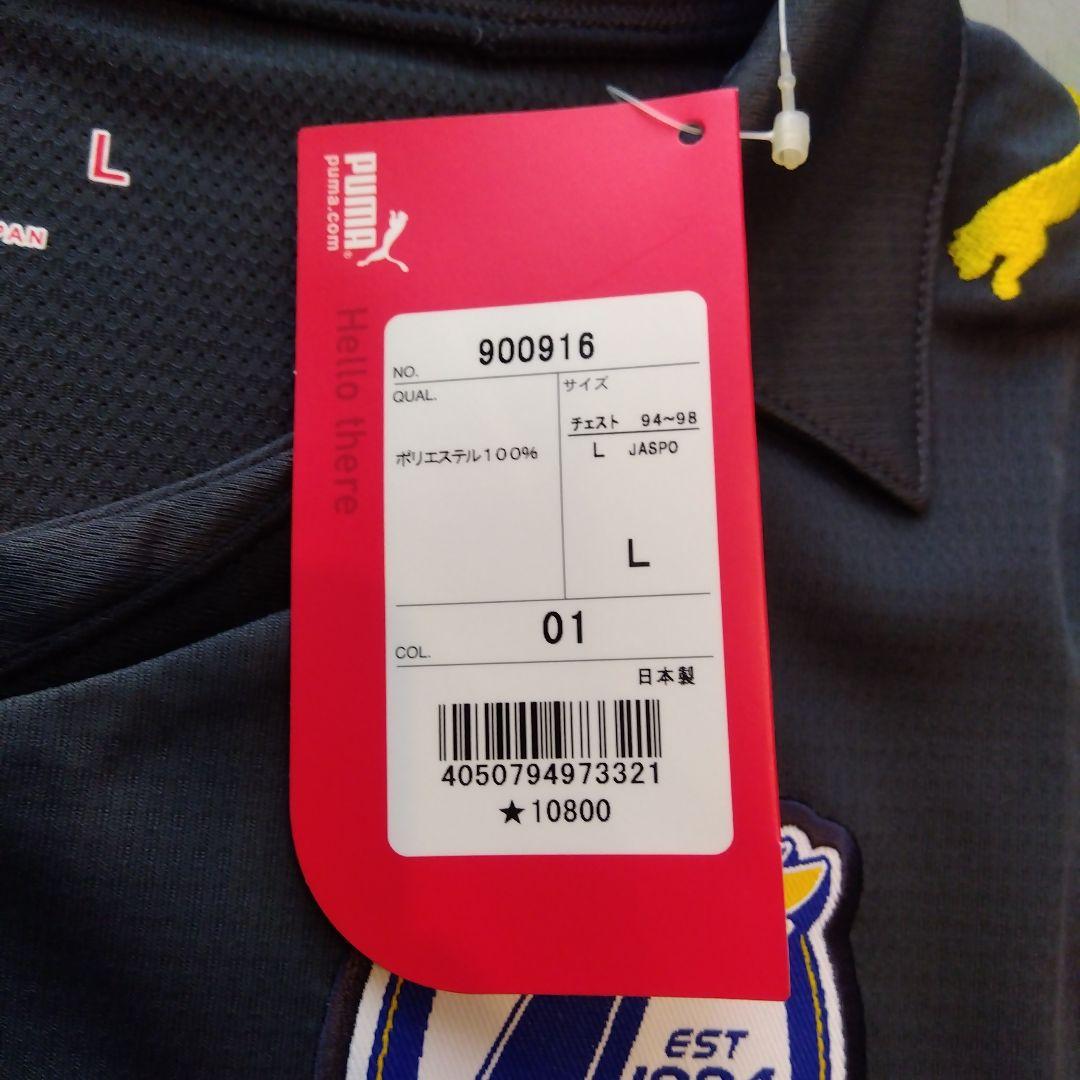 L
PAN
PUMA®
puma.com
Hello there
NO. 900916
QUAL.
ポリエステル100%
サイズ
チェスト 94~98
L JASPO
L
COL. 01
日本製
4050794973321
★10800
EST